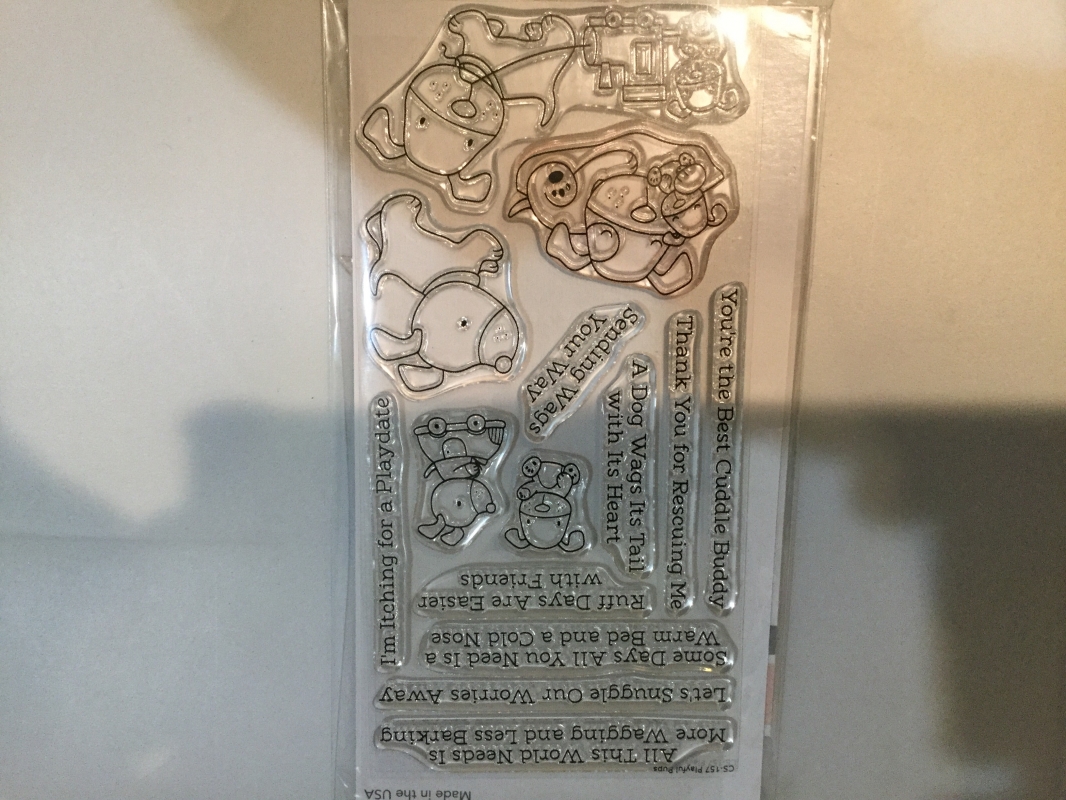 You're the Best Cuddle Buddy
Thank You for Rescuing Me
A Dog Wags Its Tail
with Its Heart
Sending Wags
Your Way
I'm Itching for a Playdate
Ruff Days Are Easier
with Friends
Some Days All You Need Is a
Warm Bed and a Cold Nose
Let's Snuggle Our Worries Away
All This World Needs Is
More Wagging and Less Barking
CS-157 Playful Pups
Made in the USA